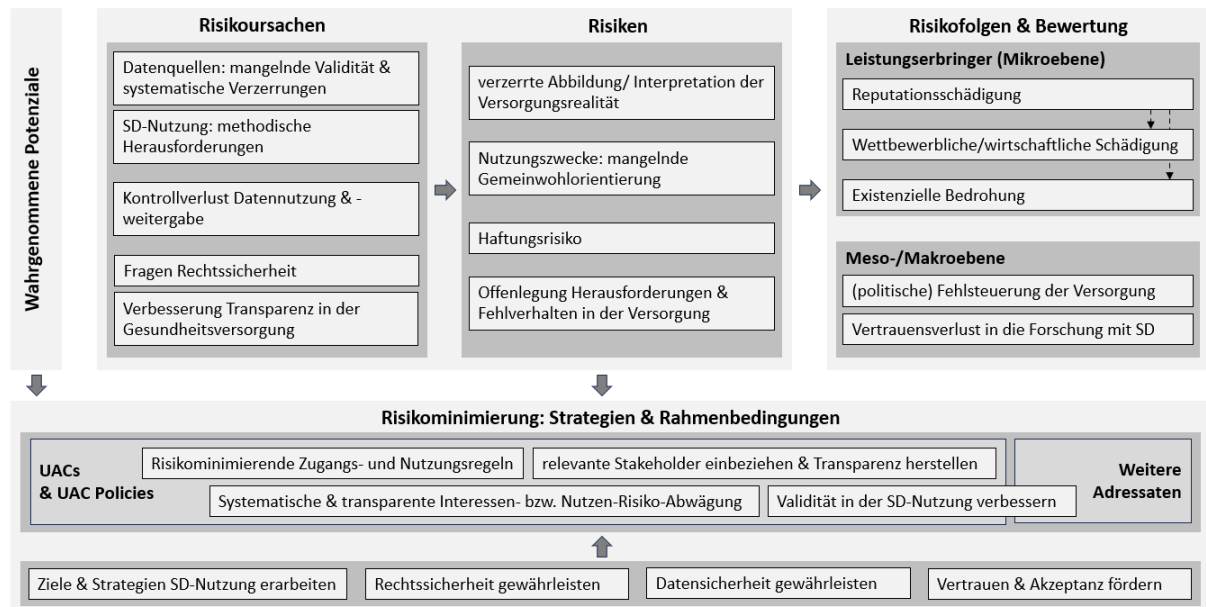 Wahrgenommene Potenziale
Risikoursachen
Datenquellen: mangelnde Validität &
systematische Verzerrungen
SD-Nutzung: methodische
Herausforderungen
Kontrollverlust Datennutzung & -
weitergabe
Fragen Rechtssicherheit
Verbesserung Transparenz in der
Gesundheitsversorgung
Risiken
verzerrte Abbildung/ Interpretation der
Versorgungsrealität
Nutzungszwecke: mangelnde
Gemeinwohlorientierung
Haftungsrisiko
Offenlegung Herausforderungen &
Fehlverhalten in der Versorgung
Risikofolgen & Bewertung
Leistungserbringer (Mikroebene)
Reputationsschädigung
Wettbewerbliche/wirtschaftliche Schädigung
Existenzielle Bedrohung
Meso-/Makroebene
(politische) Fehlsteuerung der Versorgung
Vertrauensverlust in die Forschung mit SD
Risikominimierung: Strategien & Rahmenbedingungen
UACs
& UAC Policies
Risikominimierende Zugangs- und Nutzungsregeln
relevante Stakeholder einbeziehen & Transparenz herstellen
Systematische & transparente Interessen- bzw. Nutzen-Risiko-Abwägung
Validität in der SD-Nutzung verbessern
Weitere
Adressaten
Ziele & Strategien SD-Nutzung erarbeiten
Rechtssicherheit gewährleisten
Datensicherheit gewährleisten
Vertrauen & Akzeptanz fördern